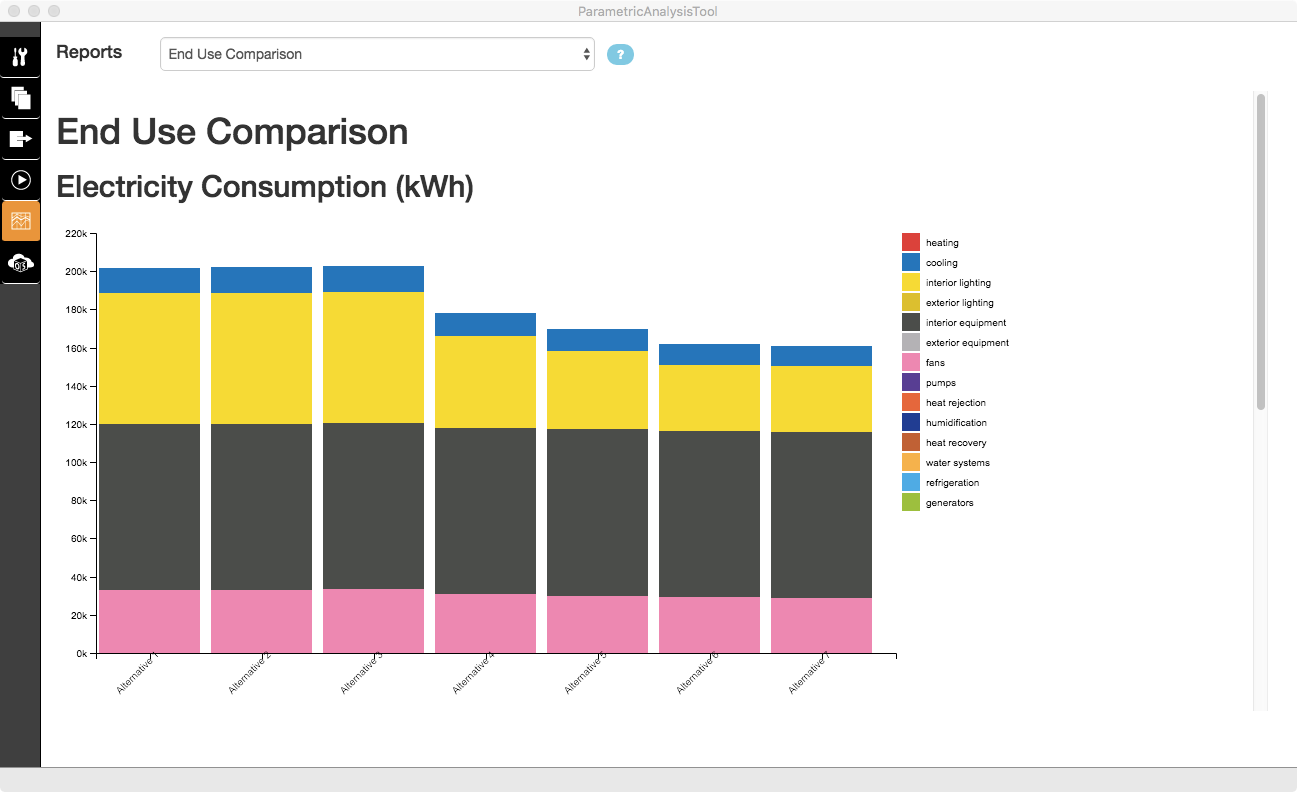 ParametricAnalysisTool
Reports
End Use Comparison
?
End Use Comparison
Electricity Consumption (kWh)
220k
200k
180k
160k
140k
120k
100k
80k
60k
40k
20k
0k
Alternative 1
Alternative 2
Alternative 3
Alternative 4
Alternative 5
Alternative 6
Alternative 7
heating
cooling
interior lighting
exterior lighting
interior equipment
exterior equipment
fans
pumps
heat rejection
humidification
heat recovery
water systems
refrigeration
generators